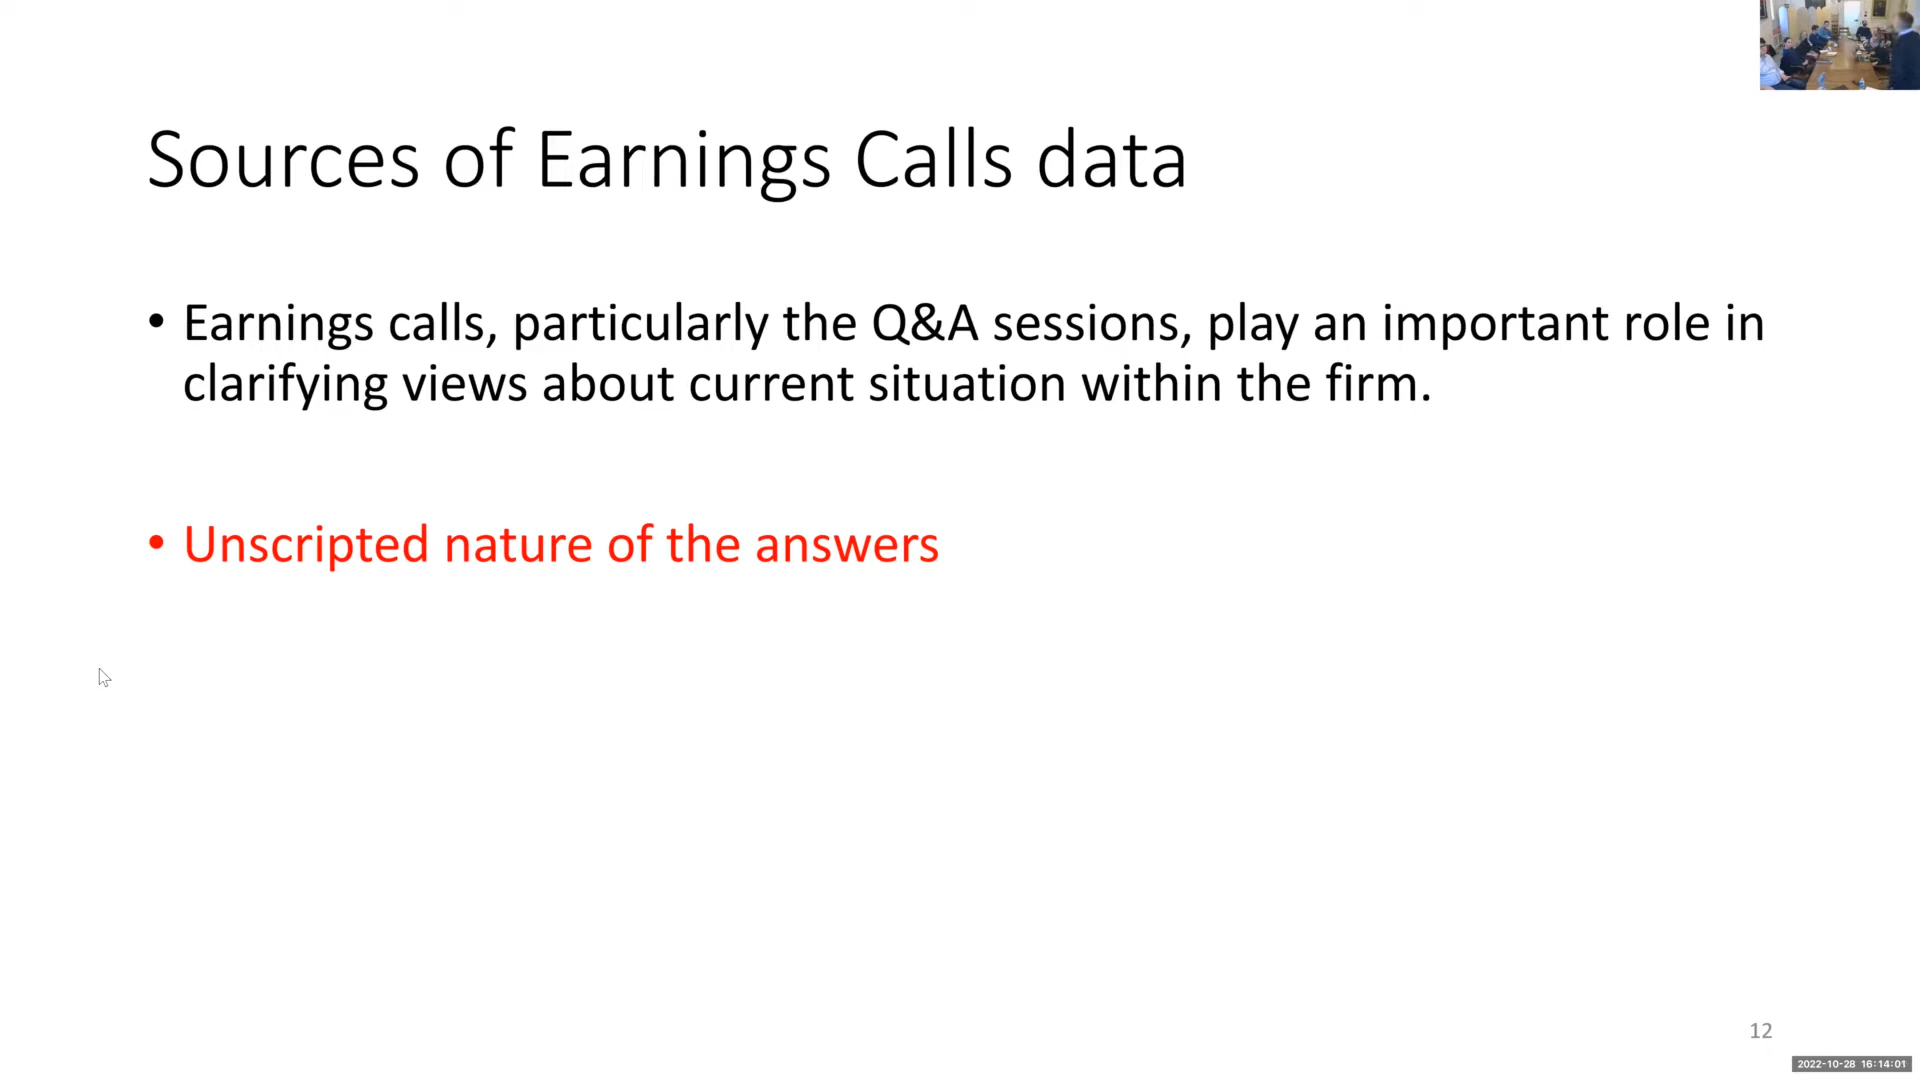 Sources of Earnings Calls data
• Earnings calls, particularly the Q&A sessions, play an important role in
clarifying views about current situation within the firm.
• Unscripted nature of the answers
12
2022-10-28 16:14:01